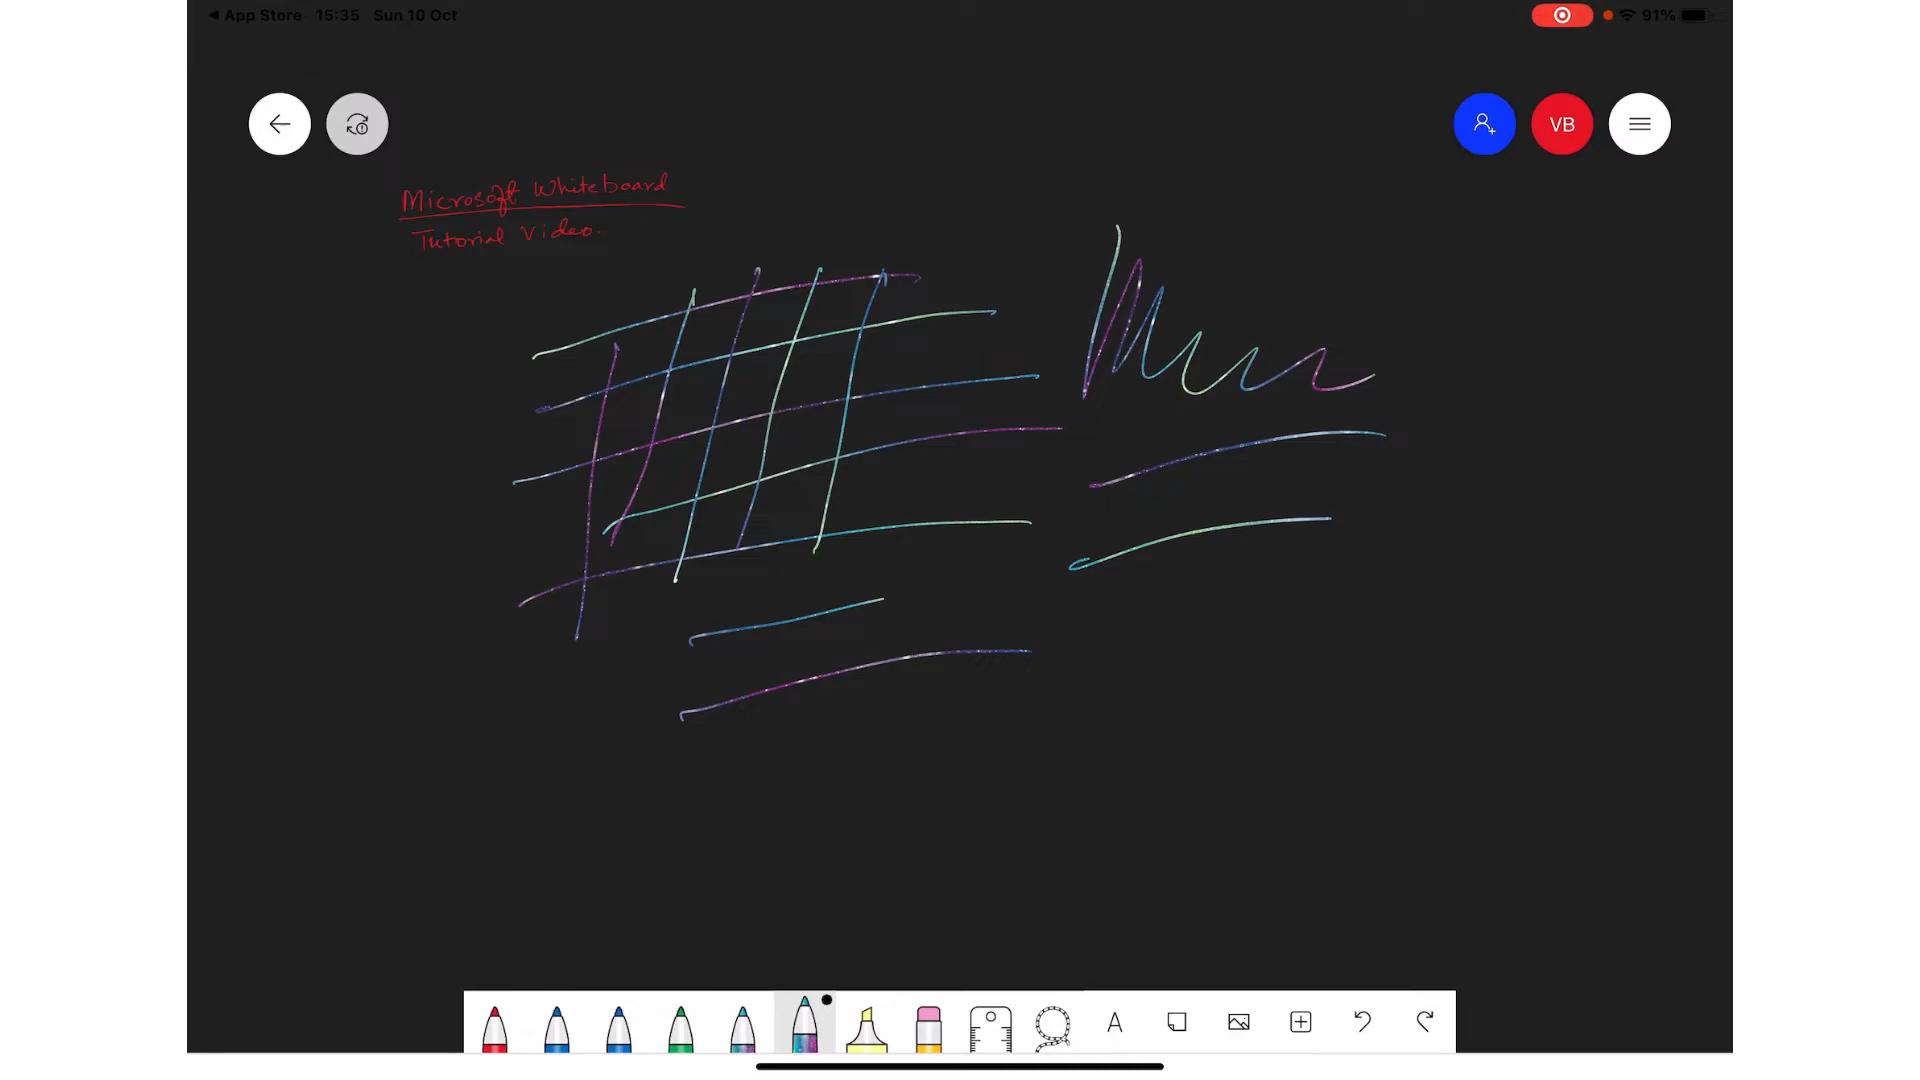 App Store 15:35 Sun 10 Oct
91%
VB
Microsoft Whiteboard
Tutorial Video.
A